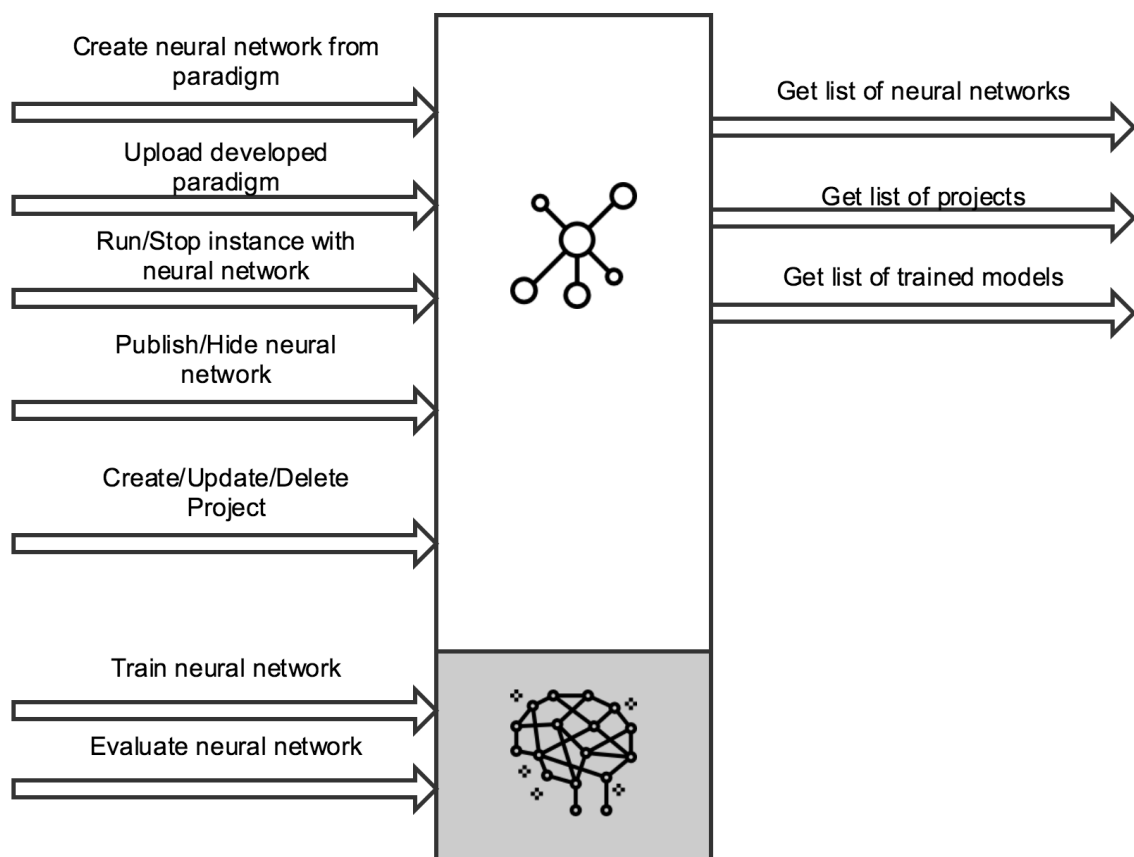 Create neural network from
paradigm
Upload developed
paradigm
Run/Stop instance with
neural network
Publish/Hide neural
network
Create/Update/Delete
Project
Train neural network
Evaluate neural network
Get list of neural networks
Get list of projects
Get list of trained models